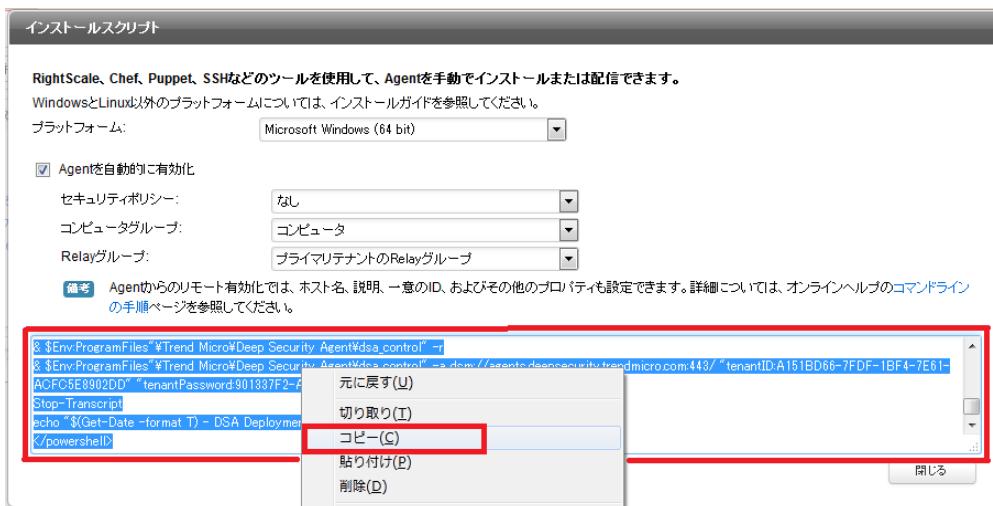 インストールスクリプト
RightScale、Chef、Puppet、SSHなどのツールを使用して、Agentを手動でインストールまたは配信できます。
WindowsとLinux以外のプラットフォームについては、インストールガイドを参照してください。
プラットフォーム:
Microsoft Windows (64 bit)
Agentを自動的に有効化
セキュリティポリシー:
なし
コンピュータグループ:
コンピュータ
Relayグループ:
プライマリテナントのRelayグループ
備考 Agentからのリモート有効化では、ホスト名、説明、一意のID、およびその他のプロパティも設定できます。詳細については、オンラインヘルプのコマンドライン
の手順ページを参照してください。
& $Env:ProgramFiles"¥Trend Micro¥Deep Security Agent¥dsa_control" -r
& $Env:ProgramFiles"¥Trend Micro¥Deep Security Agent¥dsa_control" -a dsm://agents.deepsecurity.trendmicro.com:443/ "tenantID:A151BD66-7FDF-1BF4-7E61-
ACFC5E8902DD" "tenantPassword:901337F2-A
Stop-Transcript
echo "$(Get-Date -format T) - DSA Deployme
</powershell>
元に戻す(U)
切り取り(T)
コピー(C)
貼り付け(P)
削除(D)
閉じる